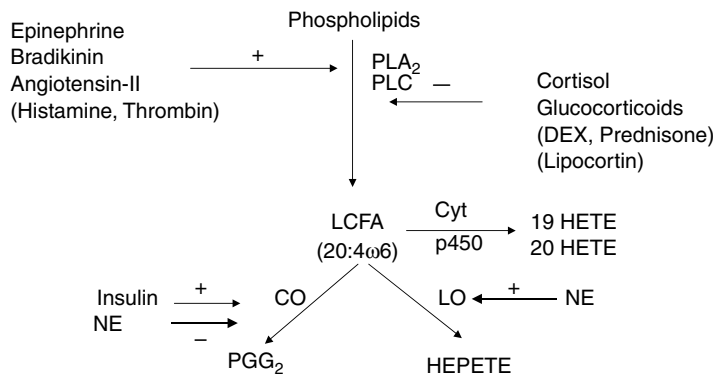 Phospholipids
Epinephrine
Bradikinin
Angiotensin-II
(Histamine, Thrombin)
+
PLA₂
PLC –
Cortisol
Glucocorticoids
(DEX, Prednisone)
(Lipocortin)
LCFA
(20:4ω6)
Cyt
p450
19 HETE
20 HETE
Insulin
+
NE
–
CO
LO
+
NE
PGG₂
HEPETE